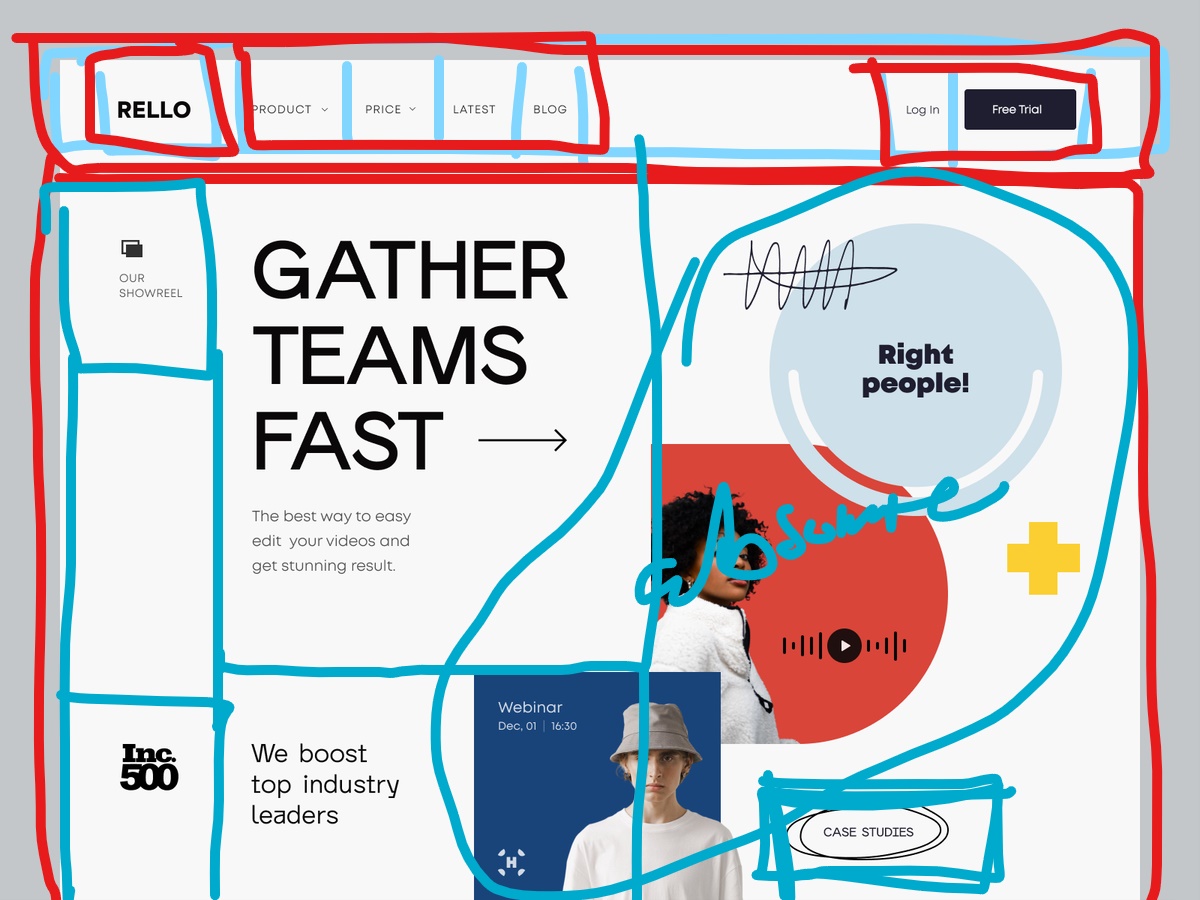 RELLO
PRODUCT
PRICE
LATEST
BLOG
Log In
Free Trial
OUR
SHOWREEL
GATHER
TEAMS
FAST
The best way to easy
edit your videos and
get stunning result.
Right
people!
Webinar
Dec, 01 | 16:30
Inc.
500
We boost
top industry
leaders
H
CASE STUDIES